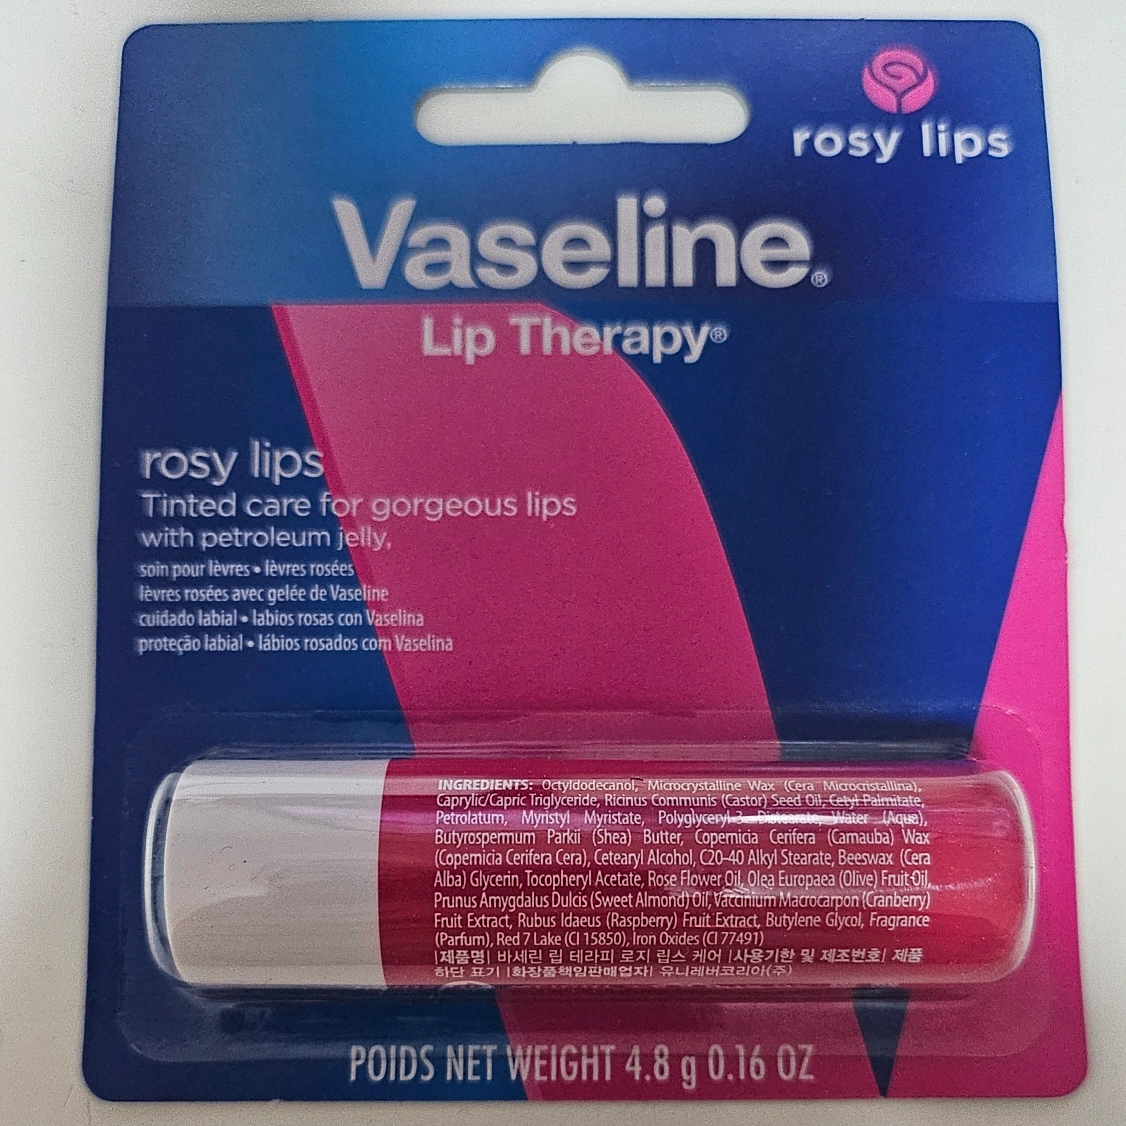 rosy lips
Vaseline®
Lip Therapy®
rosy lips
Tinted care for gorgeous lips
with petroleum jelly,
soin pour lèvres • lèvres rosées
lèvres rosées avec gelée de Vaseline
cuidado labial • labios rosas con Vaselina
proteção labial • lábios rosados com Vaselina
INGREDIENTS: Octyldodecanol, Microcrystalline Wax (Cera Microcristallina),
Caprylic/Capric Triglyceride, Ricinus Communis (Castor) Seed Oil, Cetyl Palmitate,
Petrolatum, Myristyl Myristate, Polyglyceryl-3 Distearate, Water (Aqua),
Butyrospermum Parkii (Shea) Butter, Copernicia Cerifera (Carnauba) Wax
(Copernicia Cerifera Cera), Cetearyl Alcohol, C20-40 Alkyl Stearate, Beeswax (Cera
Alba) Glycerin, Tocopheryl Acetate, Rose Flower Oil, Olea Europaea (Olive) Fruit Oil,
Prunus Amygdalus Dulcis (Sweet Almond) Oil, Vaccinium Macrocarpon (Cranberry)
Fruit Extract, Rubus Idaeus (Raspberry) Fruit Extract, Butylene Glycol, Fragrance
(Parfum), Red 7 Lake (CI 15850), Iron Oxides (CI 77491)
|제품명| 바세린 립 테라피 로지 립스 케어 |사용기한 및 제조번호| 제품
하단 표기 |화장품책임판매업자| 유니레버코리아(주)
POIDS NET WEIGHT 4.8 g 0.16 OZ